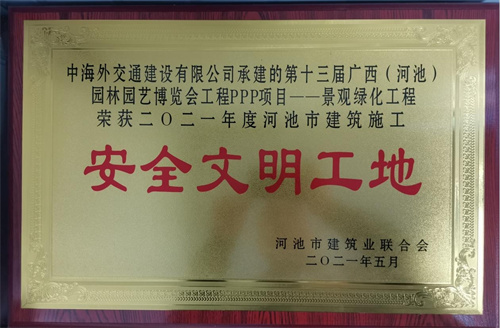 中海外交通建设有限公司承建的第十三届广西（河池）
园林园艺博览会工程PPP项目——景观绿化工程
荣获二〇二一年度河池市建筑施工
安全文明工地
河池市建筑业联合会
二〇二一年五月